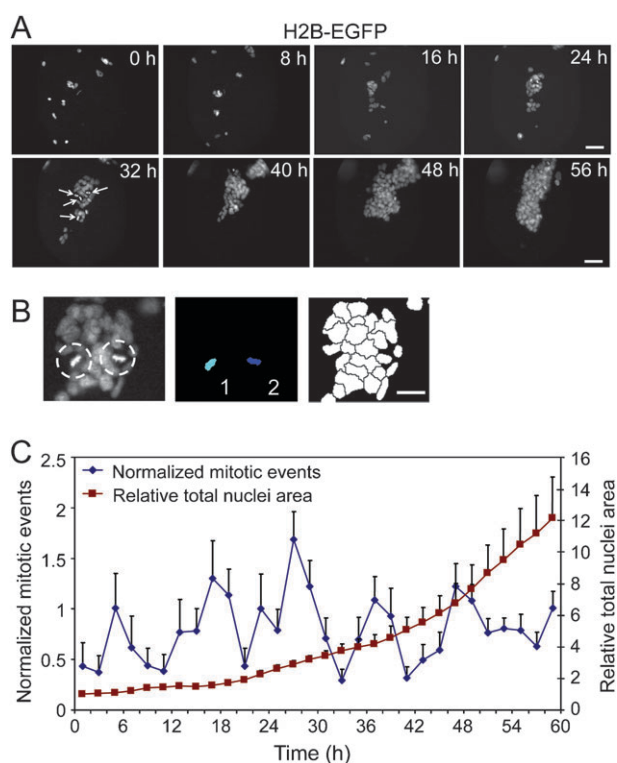 A
H2B-EGFP
0 h 8 h 16 h 24 h
32 h 40 h 48 h 56 h
B
1 2
C
Normalized mitotic events
Relative total nuclei area
Normalized mitotic events
0 0.5 1 1.5 2 2.5
Relative total nuclei area
0 2 4 6 8 10 12 14 16
0 6 12 18 24 30 36 42 48 54 60
Time (h)